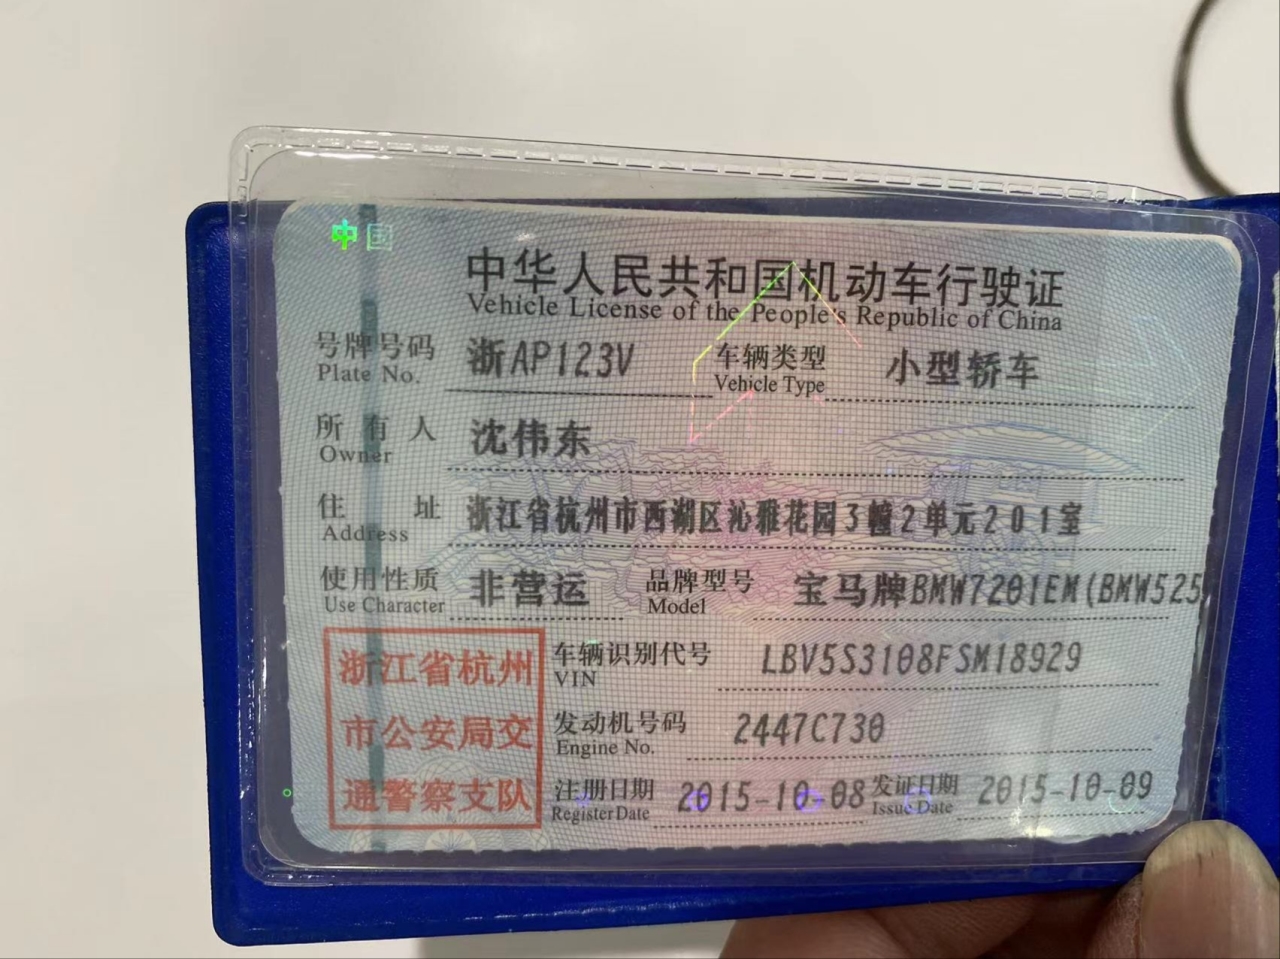 中国
中华人民共和国机动车行驶证
Vehicle License of the People's Republic of China
号牌号码 浙AP123V 车辆类型 小型轿车
Plate No. Vehicle Type
所有人 沈伟东
Owner
住址 浙江省杭州市西湖区沁雅花园3幢2单元201室
Address
使用性质 非营运 品牌型号 宝马牌BMW7201EM(BMW525
Use Character Model
浙江省杭州
市公安局交
通警察支队
车辆识别代号 LBV5S3108FSM18929
VIN
发动机号码 2447C730
Engine No.
注册日期 2015-10-08 发证日期 2015-10-09
Register Date Issue Date